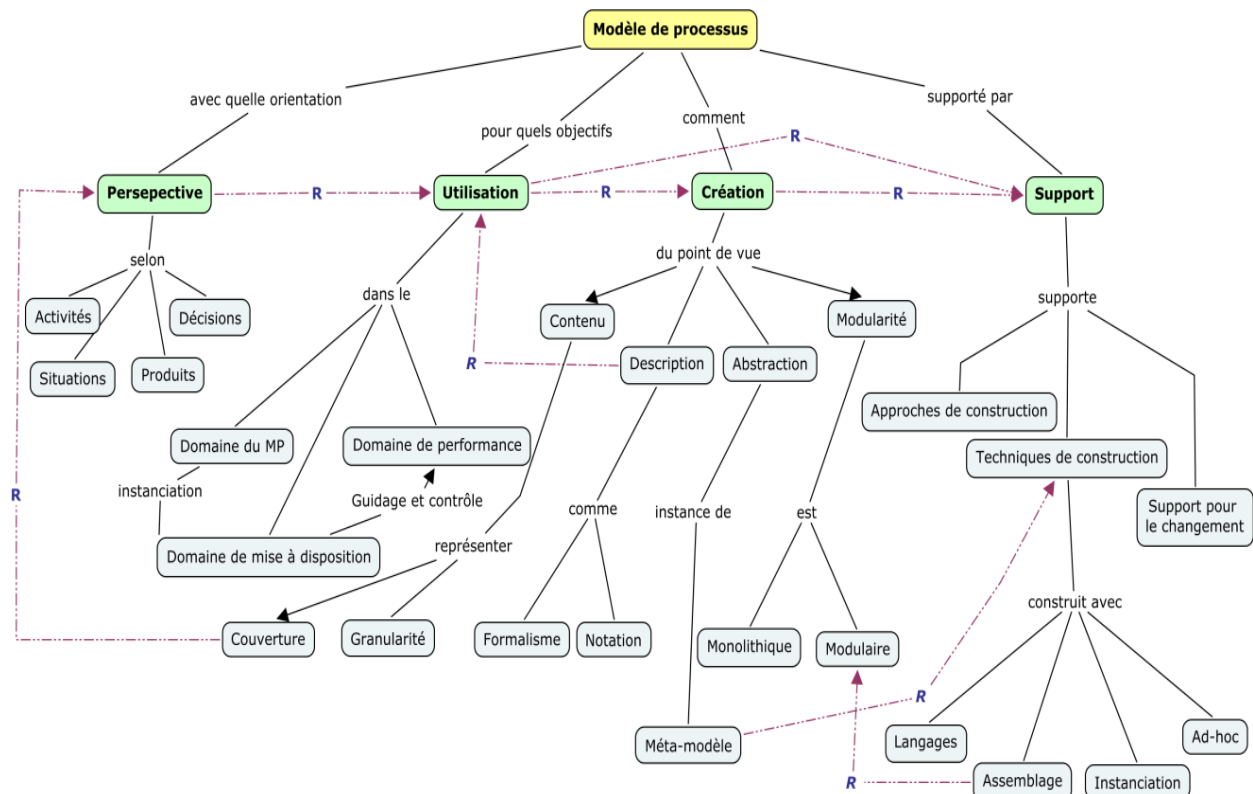 Modèle de processus
avec quelle orientation
supporté par
comment
pour quels objectifs
R
Persepective
R
Utilisation
R
Création
R
Support
selon
du point de vue
dans le
supporte
Activités
Décisions
Contenu
Modularité
Situations
Produits
R
Description
Abstraction
Approches de construction
Domaine du MP
Domaine de performance
Techniques de construction
R
instanciation
Guidage et contrôle
comme
instance de
est
Support pour
le changement
Domaine de mise à disposition
représenter
construit avec
Couverture
Granularité
Formalisme
Notation
Monolithique
Modulaire
R
Méta-modèle
Langages
Ad-hoc
R
Assemblage
Instanciation